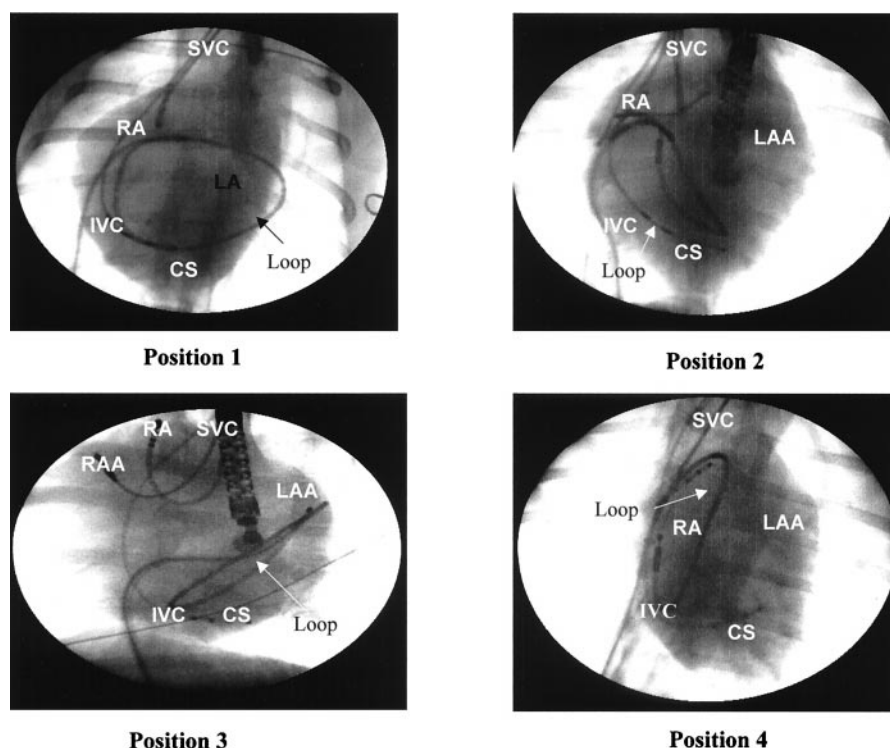 SVC
RA
LA
IVC
CS
Loop
Position 1
SVC
RA
LAA
IVC
CS
Loop
Position 2
RA
SVC
RAA
LAA
IVC
CS
Loop
Position 3
SVC
Loop
RA
LAA
IVC
CS
Position 4